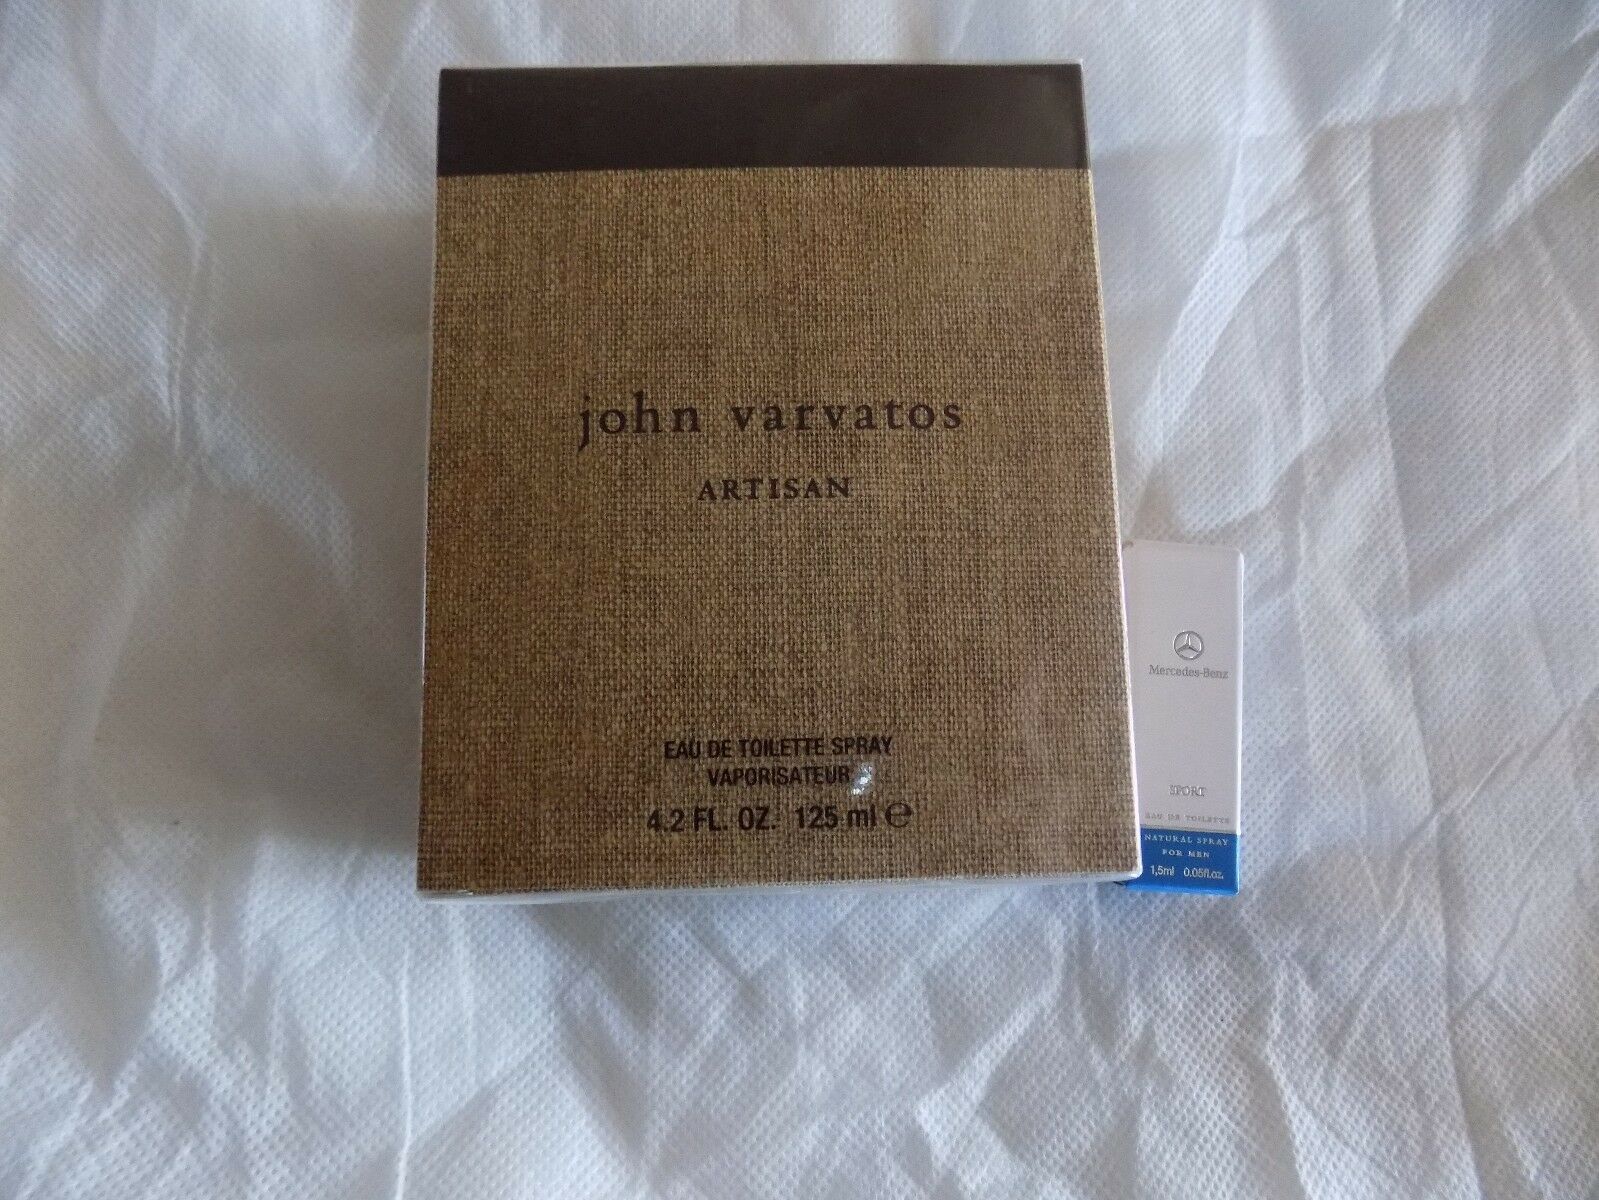 john varvatos
ARTISAN
EAU DE TOILETTE SPRAY
VAPORISATEUR
4.2 FL. OZ. 125 ml ℮
Mercedes-Benz
SPORT
EAU DE TOILETTE
NATURAL SPRAY
FOR MEN
1,5ml 0.05fl.oz.